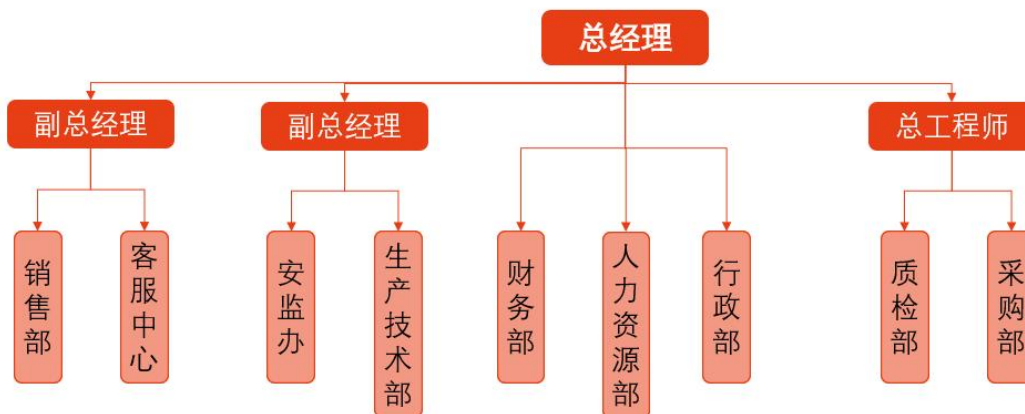 总经理
副总经理
副总经理
总工程师
销售部
客服中心
安监办
生产技术部
财务部
人力资源部
行政部
质检部
采购部